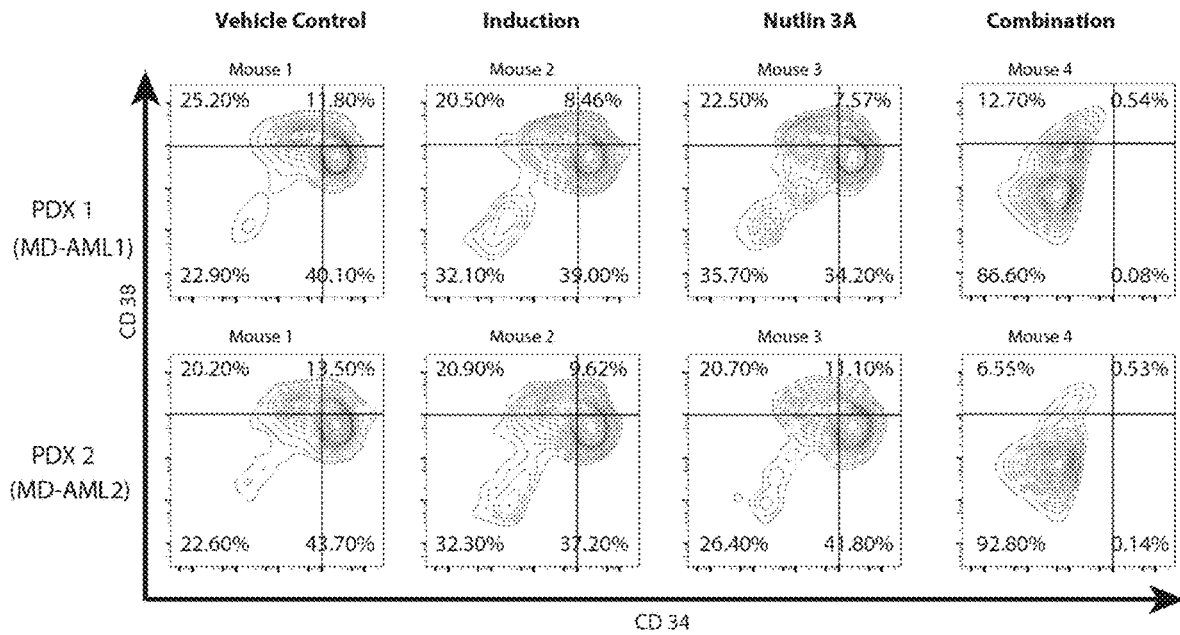 Vehicle Control Induction Nutlin 3A Combination
Mouse 1 Mouse 2 Mouse 3 Mouse 4
25.20% 11.80% 20.50% 8.46% 22.50% 7.57% 12.70% 0.54%
PDX 1
(MD-AML1)
22.90% 40.10% 32.10% 39.00% 35.70% 34.20% 86.60% 0.08%
CD 38
Mouse 1 Mouse 2 Mouse 3 Mouse 4
20.20% 13.50% 20.90% 9.62% 20.70% 11.10% 6.55% 0.53%
PDX 2
(MD-AML2)
22.60% 43.70% 32.30% 37.20% 26.40% 41.80% 92.80% 0.14%
CD 34